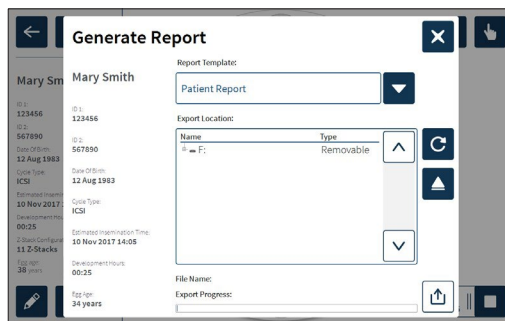 Generate Report
Mary Smith
ID 1:
123456
ID 2:
567890
Date Of Birth
12 Aug 1983
Cycle Type:
ICSI
Estimated Insemination Time:
10 Nov 2017 14:05
Development Hours:
00:25
Egg Age
34 years
Report Template:
Patient Report
Export Location:
Name Type
F: Removable
File Name:
Export Progress:
Mary Sm
ID 1:
123456
ID 2:
567890
Date Of Birth
12 Aug 1983
Cycle Type:
ICSI
Estimated Insemin
10 Nov 2017
Development Hou
00:25
Z-Stack Configurat
11 Z-Stacks
Egg Age
38 years